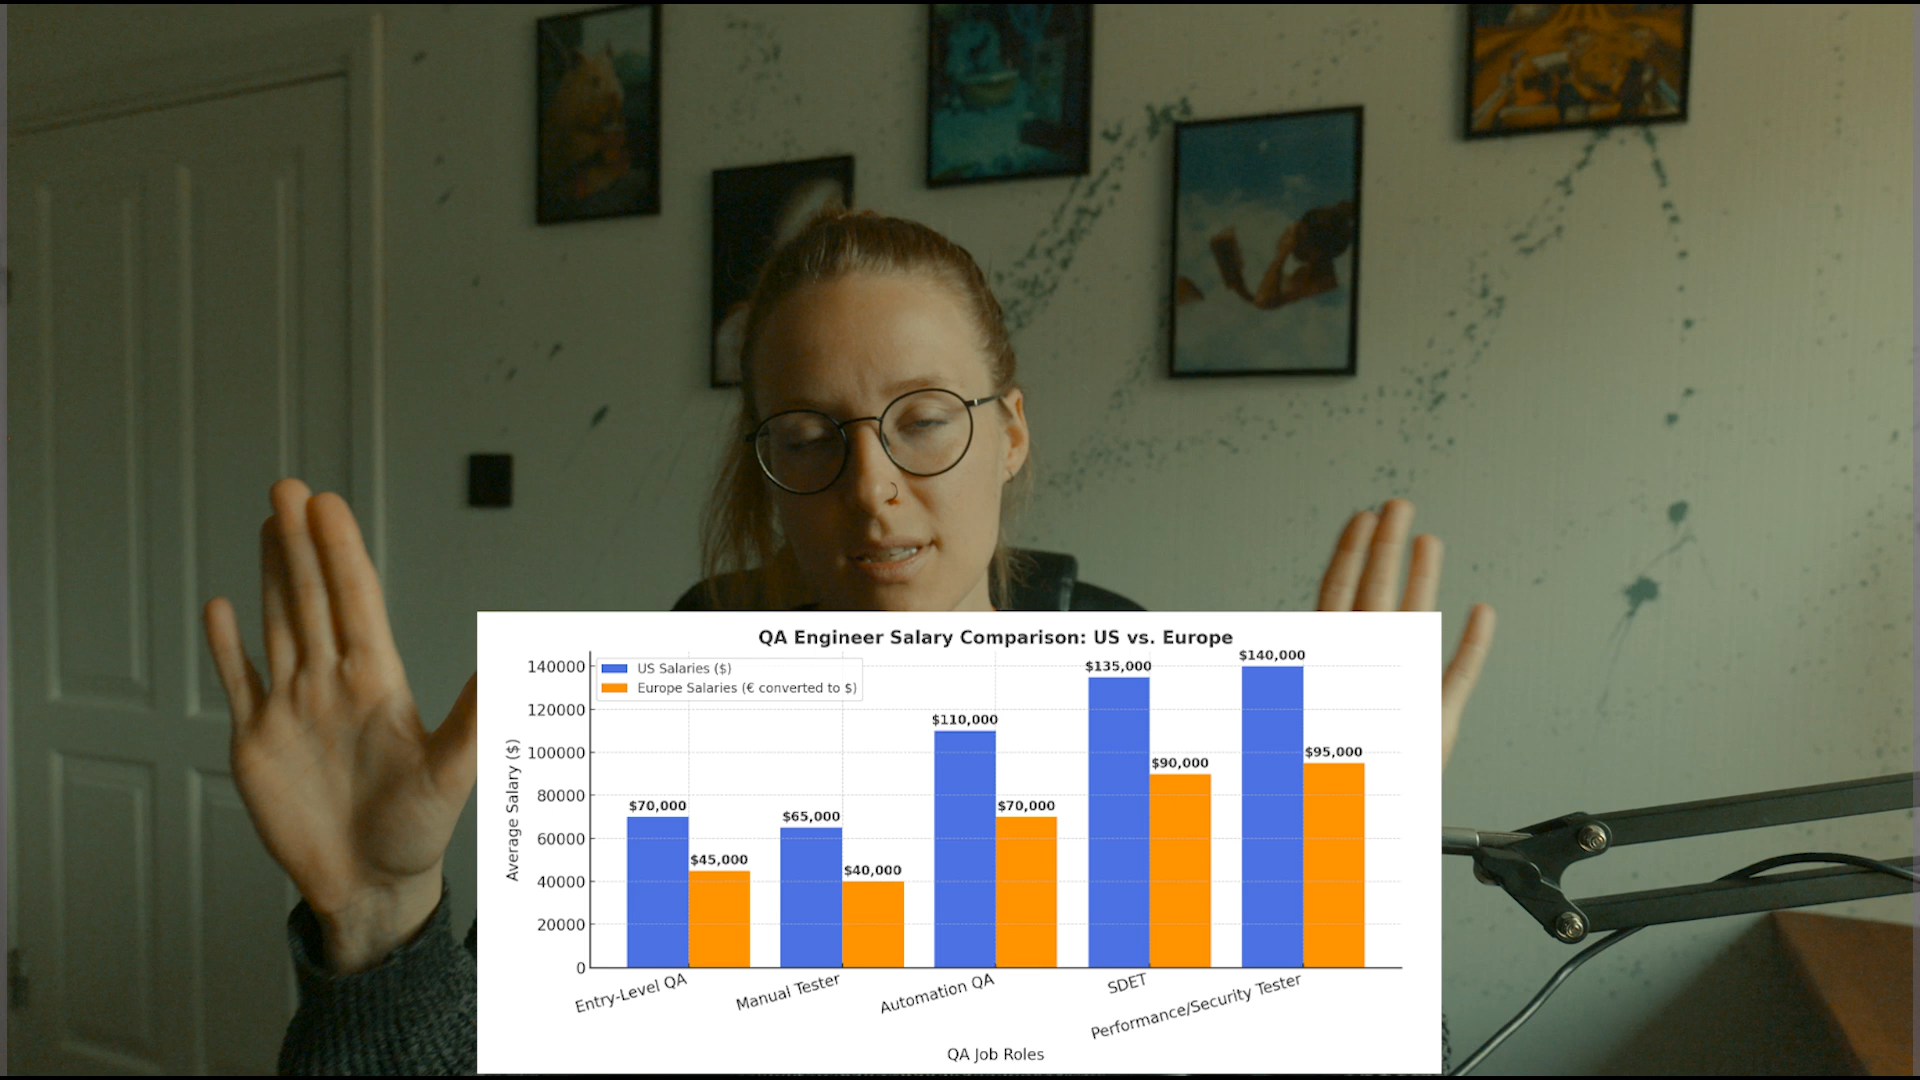 QA Engineer Salary Comparison: US vs. Europe
US Salaries ($)
Europe Salaries (€ converted to $)
Average Salary ($)
140000
120000
100000
80000
60000
40000
20000
0
$70,000
$45,000
$65,000
$40,000
$110,000
$70,000
$135,000
$90,000
$140,000
$95,000
Entry-Level QA
Manual Tester
Automation QA
SDET
Performance/Security Tester
QA Job Roles